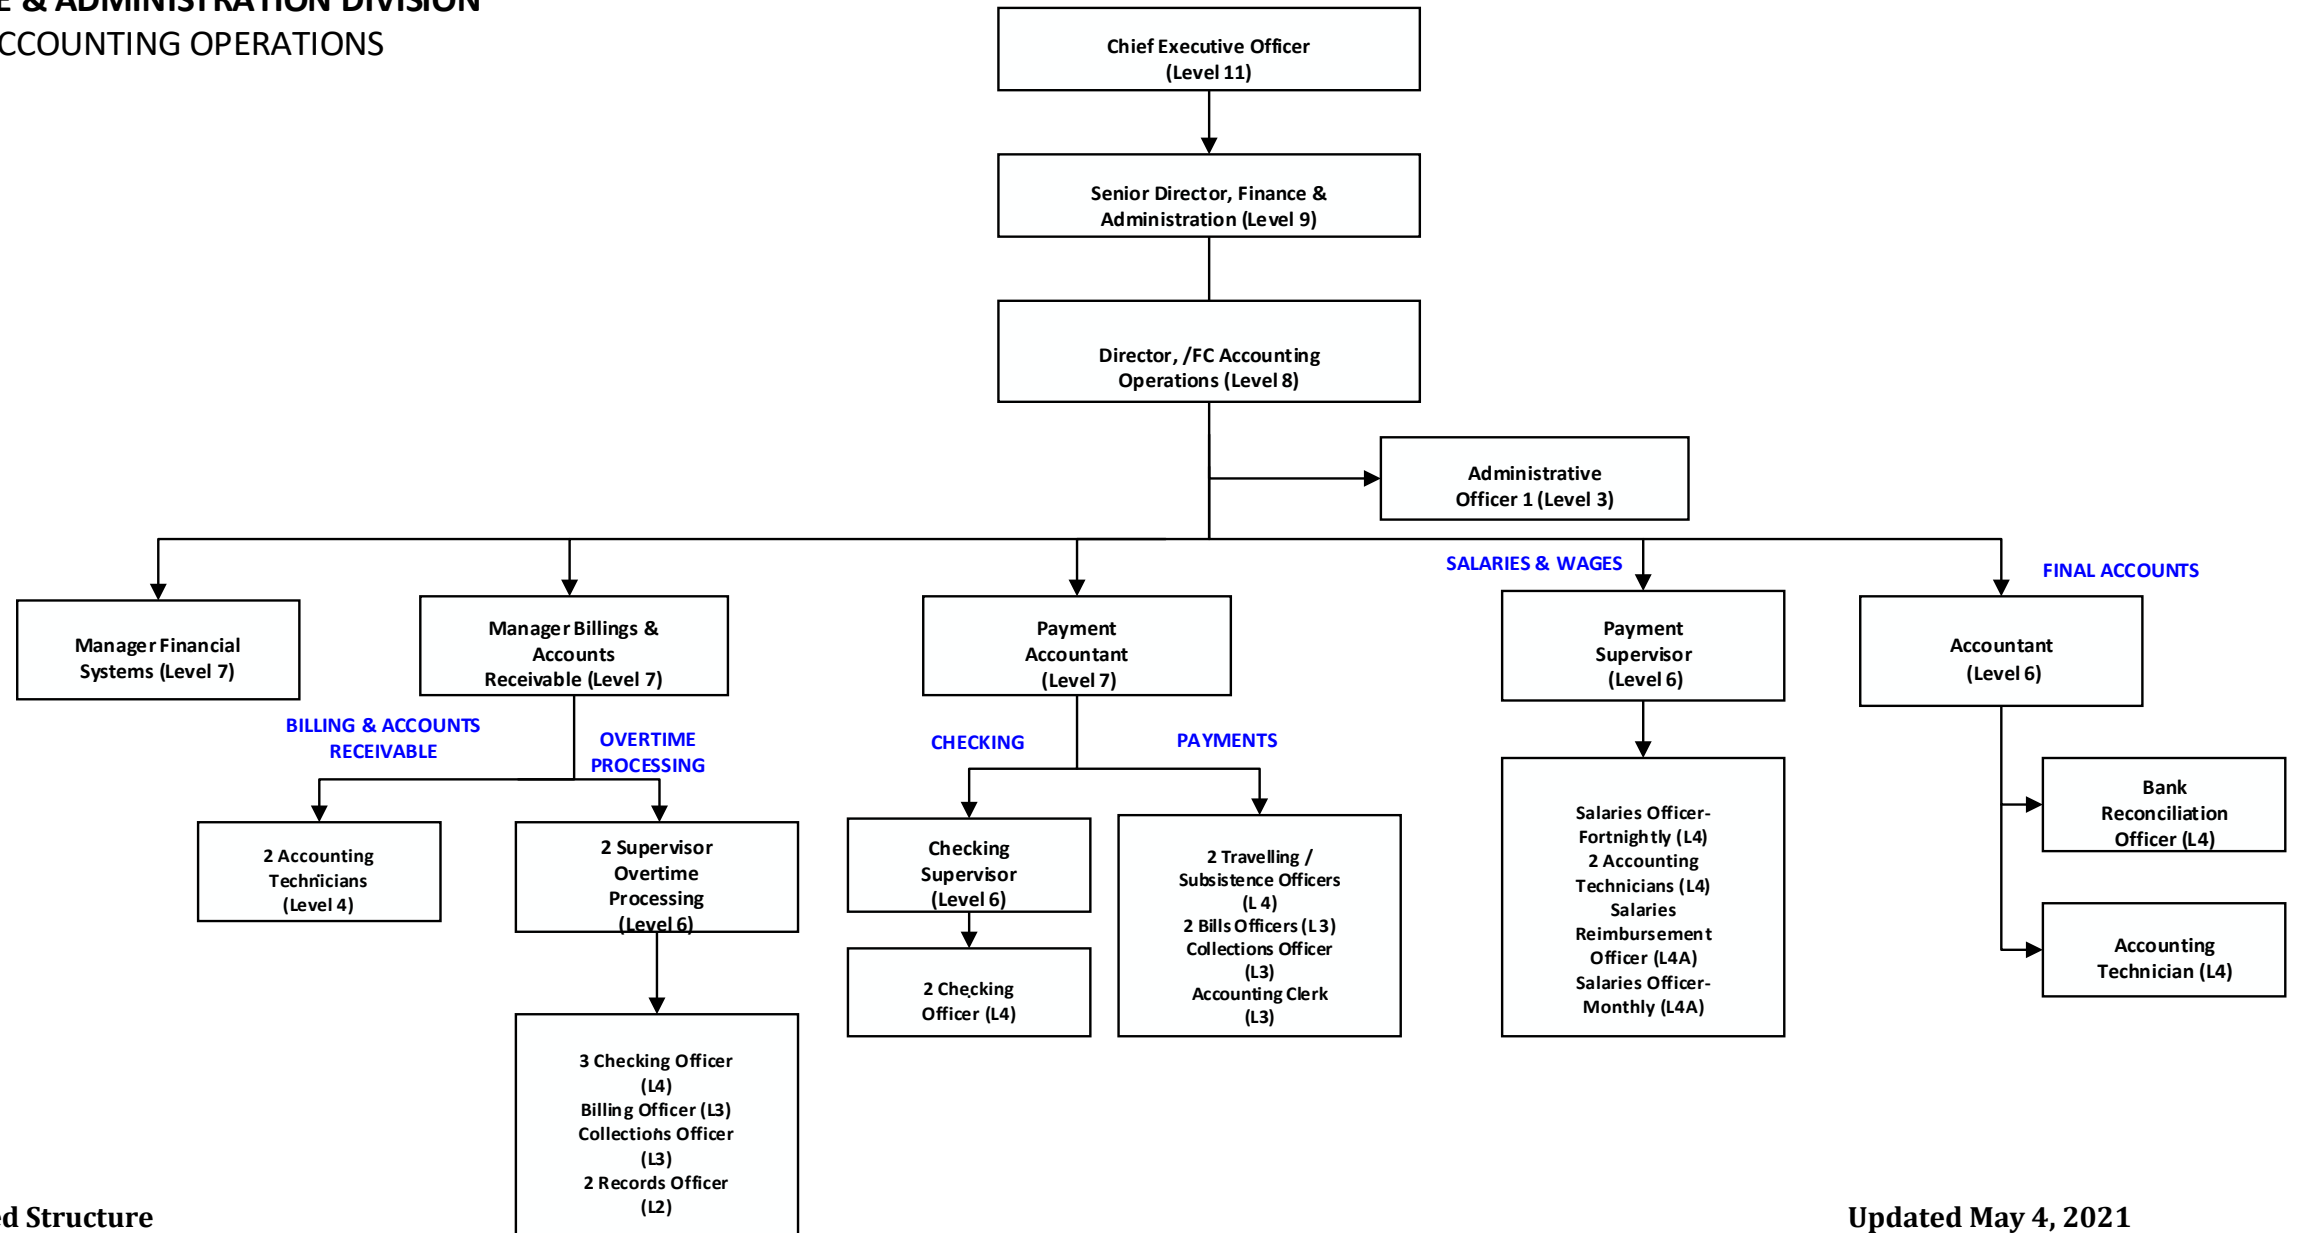 E & ADMINISTRATION DIVISION
CCOUNTING OPERATIONS
Chief Executive Officer
(Level 11)
Senior Director, Finance &
Administration (Level 9)
Director, /FC Accounting
Operations (Level 8)
Administrative
Officer 1 (Level 3)
SALARIES & WAGES
FINAL ACCOUNTS
Manager Financial
Systems (Level 7)
Manager Billings &
Accounts
Receivable (Level 7)
Payment
Accountant
(Level 7)
Payment
Supervisor
(Level 6)
Accountant
(Level 6)
BILLING & ACCOUNTS
RECEIVABLE
OVERTIME
PROCESSING
CHECKING
PAYMENTS
2 Accounting
Technicians
(Level 4)
2 Supervisor
Overtime
Processing
(Level 6)
Checking
Supervisor
(Level 6)
2 Checking
Officer (L4)
2 Travelling /
Subsistence Officers
(L 4)
2 Bills Officers (L 3)
Collections Officer
(L3)
Accounting Clerk
(L3)
Salaries Officer-
Fortnightly (L4)
2 Accounting
Technicians (L4)
Salaries
Reimbursement
Officer (L4A)
Salaries Officer-
Monthly (L4A)
Bank
Reconciliation
Officer (L4)
Accounting
Technician (L4)
3 Checking Officer
(L4)
Billing Officer (L3)
Collections Officer
(L3)
2 Records Officer
(L2)
ed Structure
Updated May 4, 2021